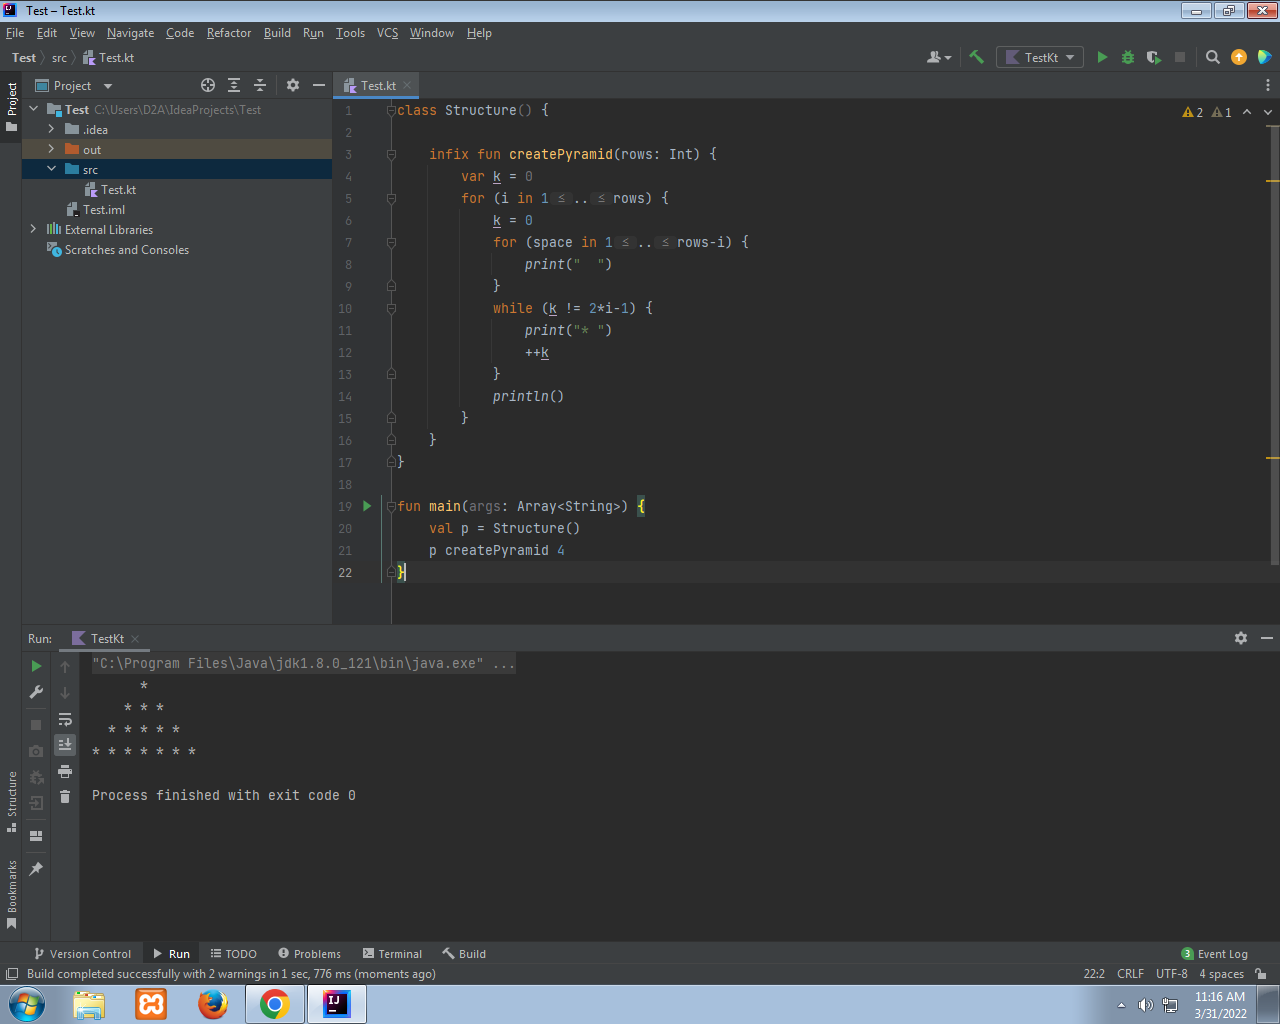 Test – Test.kt
File Edit View Navigate Code Refactor Build Run Tools VCS Window Help
Test src Test.kt
TestKt
Project
Project
Test C:\Users\D2A\IdeaProjects\Test
.idea
out
src
Test.kt
Test.iml
External Libraries
Scratches and Consoles
Structure
Bookmarks
Test.kt
2 1
1 class Structure() {
2
3 infix fun createPyramid(rows: Int) {
4 var k = 0
5 for (i in 1 ≤ .. ≤ rows) {
6 k = 0
7 for (space in 1 ≤ .. ≤ rows-i) {
8 print("  ")
9 }
10 while (k != 2*i-1) {
11 print("* ")
12 ++k
13 }
14 println()
15 }
16 }
17 }
18
19 fun main(args: Array<String>) {
20 val p = Structure()
21 p createPyramid 4
22 }
Run: TestKt
"C:\Program Files\Java\jdk1.8.0_121\bin\java.exe" ...
*
* * *
* * * * *
* * * * * * *
Process finished with exit code 0
Version Control Run TODO Problems Terminal Build 3 Event Log
Build completed successfully with 2 warnings in 1 sec, 776 ms (moments ago) 22:2 CRLF UTF-8 4 spaces
IJ
11:16 AM
3/31/2022